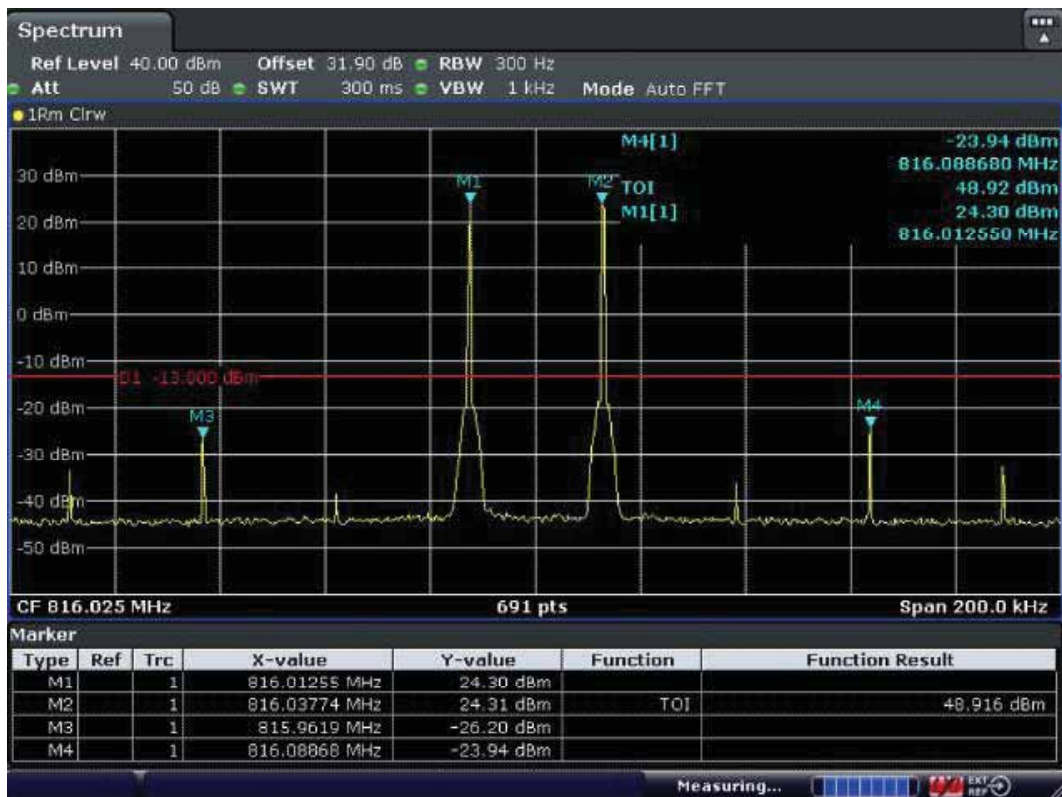 Spectrum
Ref Level 40.00 dBm Offset 31.90 dB RBW 300 Hz
Att 50 dB SWT 300 ms VBW 1 kHz Mode Auto FFT
1Rm Clrw
M4[1] -23.94 dBm
816.088680 MHz
TOI 48.92 dBm
M1[1] 24.30 dBm
816.012550 MHz
M1
M2
30 dBm
20 dBm
10 dBm
0 dBm
-10 dBm
D1 -13.000 dBm
-20 dBm
M3
M4
-30 dBm
-40 dBm
-50 dBm
CF 816.025 MHz 691 pts Span 200.0 kHz
Marker
Type Ref Trc X-value Y-value Function Function Result
M1 1 816.01255 MHz 24.30 dBm
M2 1 816.03774 MHz 24.31 dBm TOI 48.916 dBm
M3 1 815.9619 MHz -26.20 dBm
M4 1 816.08868 MHz -23.94 dBm
Measuring... EXT REF